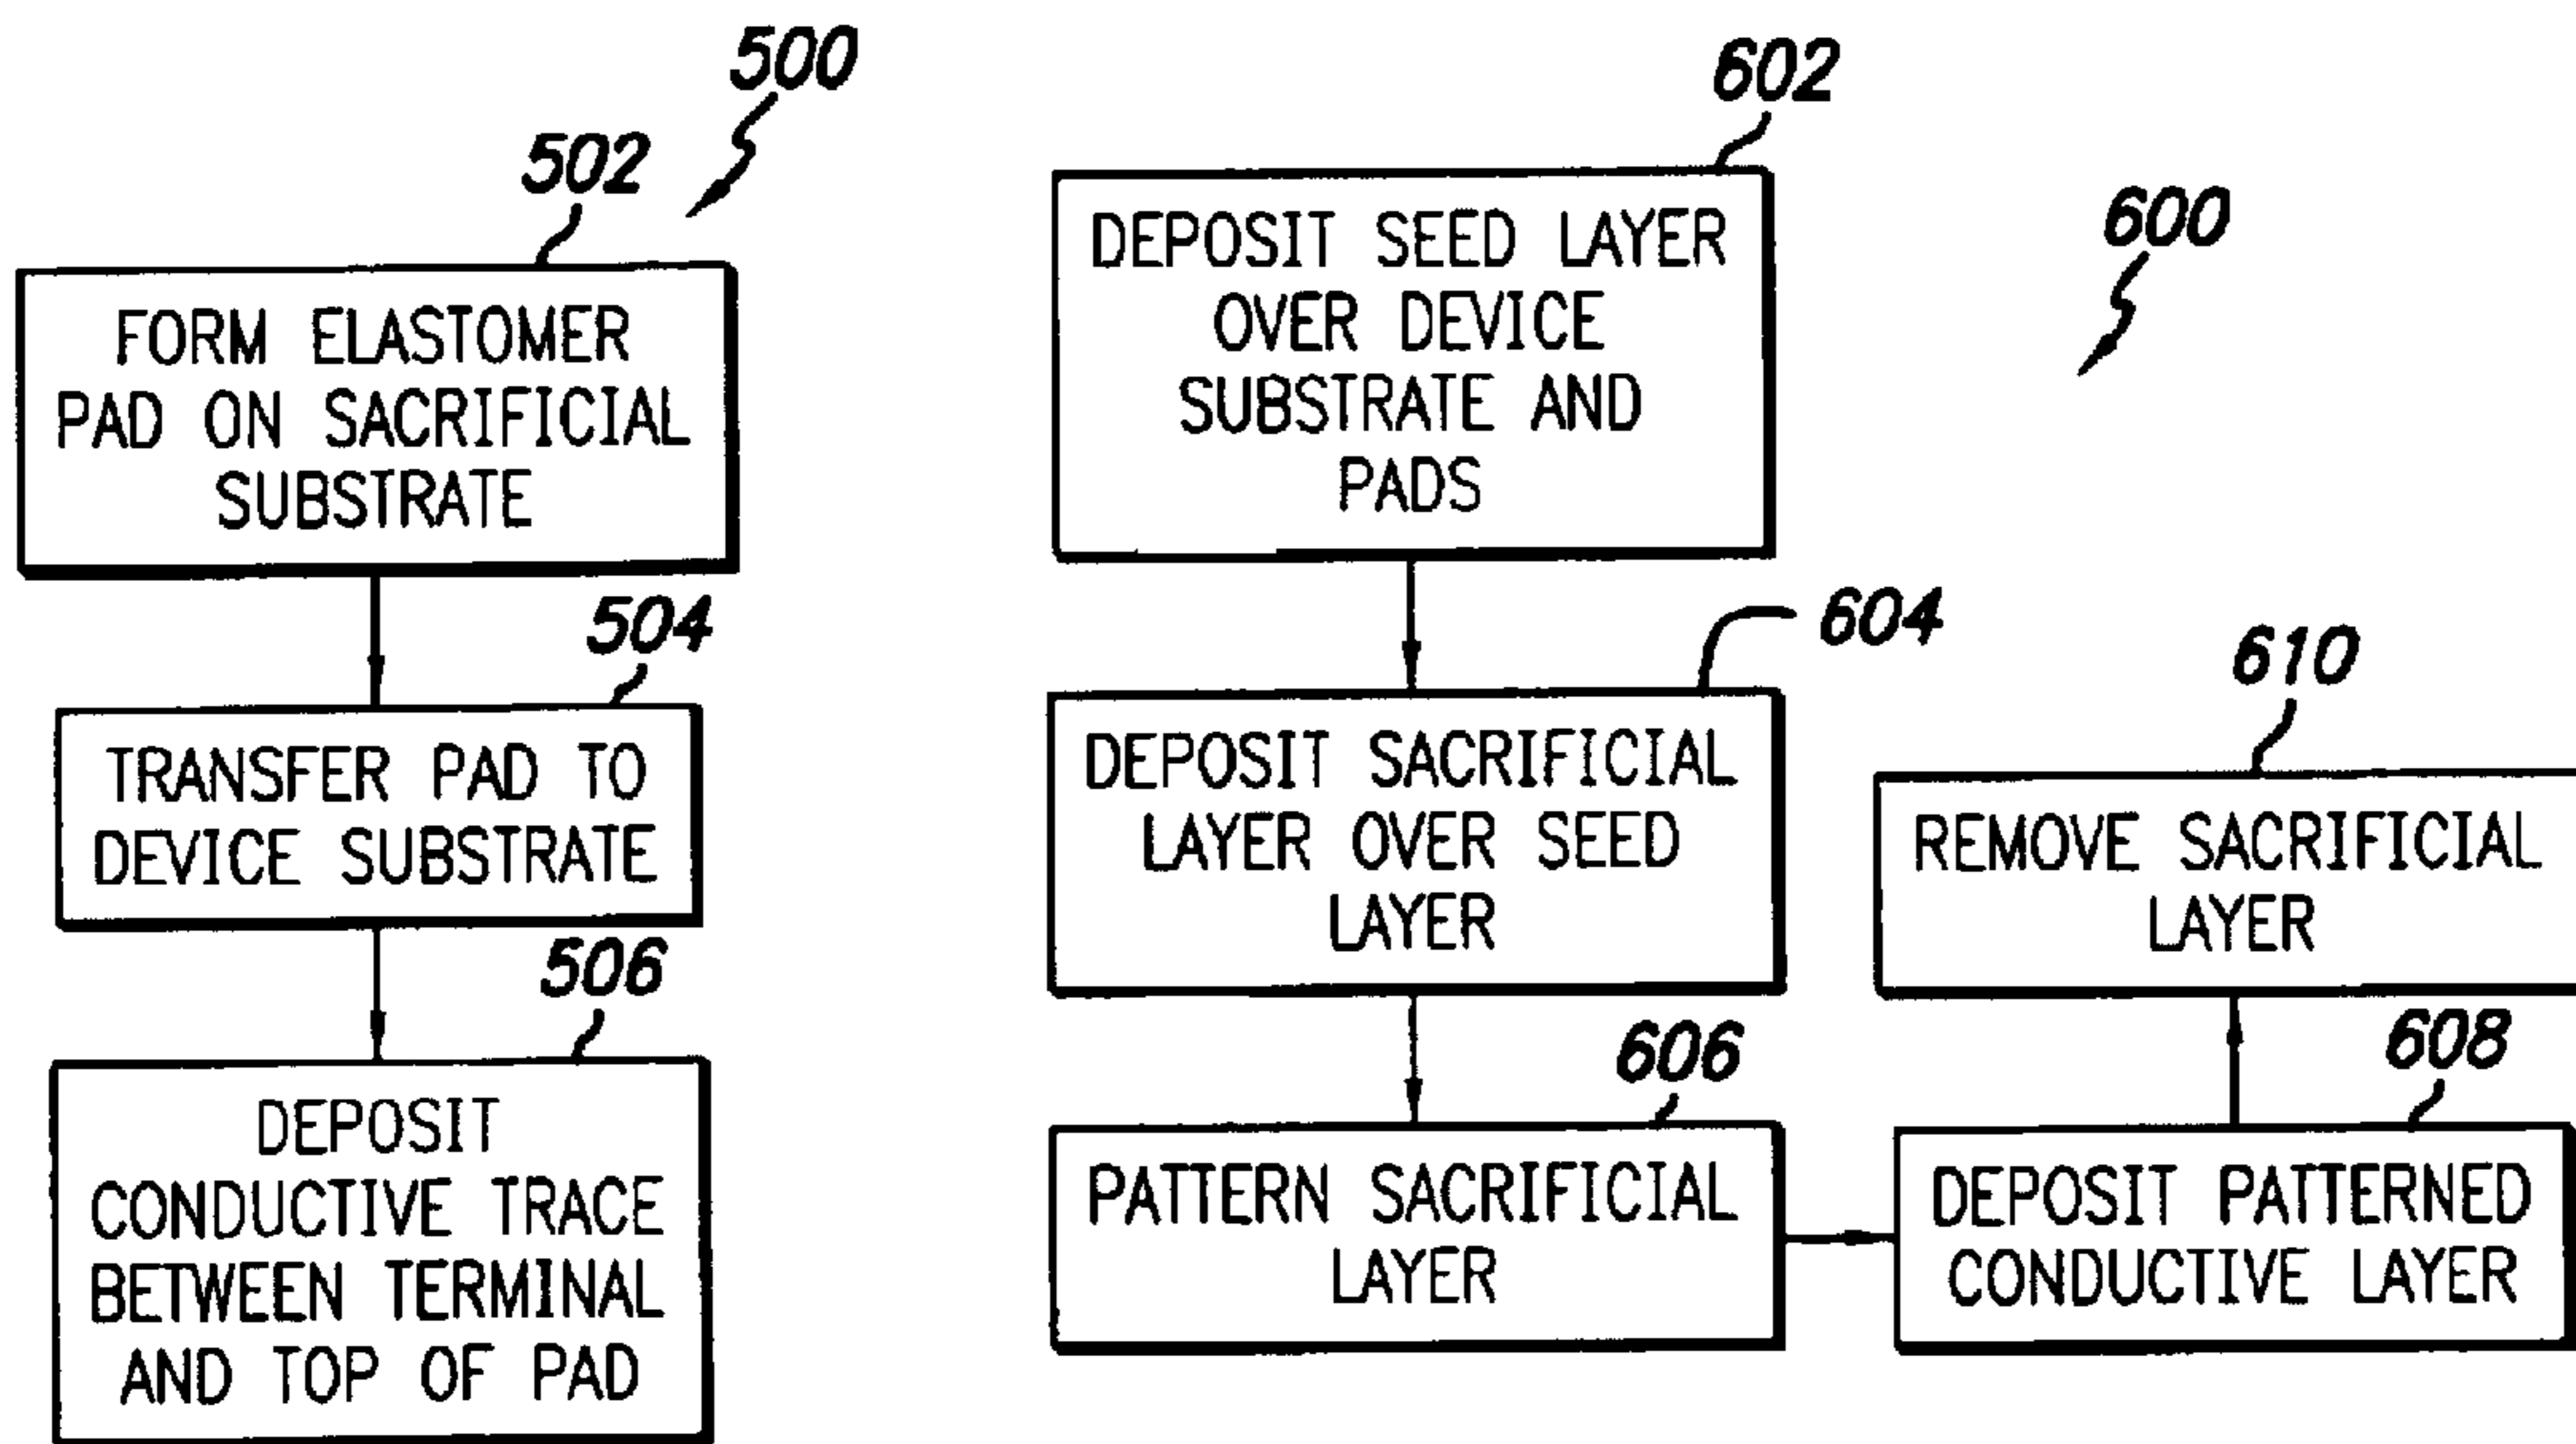 500
502
FORM ELASTOMER
PAD ON SACRIFICIAL
SUBSTRATE
504
TRANSFER PAD TO
DEVICE SUBSTRATE
506
DEPOSIT
CONDUCTIVE TRACE
BETWEEN TERMINAL
AND TOP OF PAD
600
602
DEPOSIT SEED LAYER
OVER DEVICE
SUBSTRATE AND
PADS
604
DEPOSIT SACRIFICIAL
LAYER OVER SEED
LAYER
606
PATTERN SACRIFICIAL
LAYER
608
DEPOSIT PATTERNED
CONDUCTIVE LAYER
610
REMOVE SACRIFICIAL
LAYER